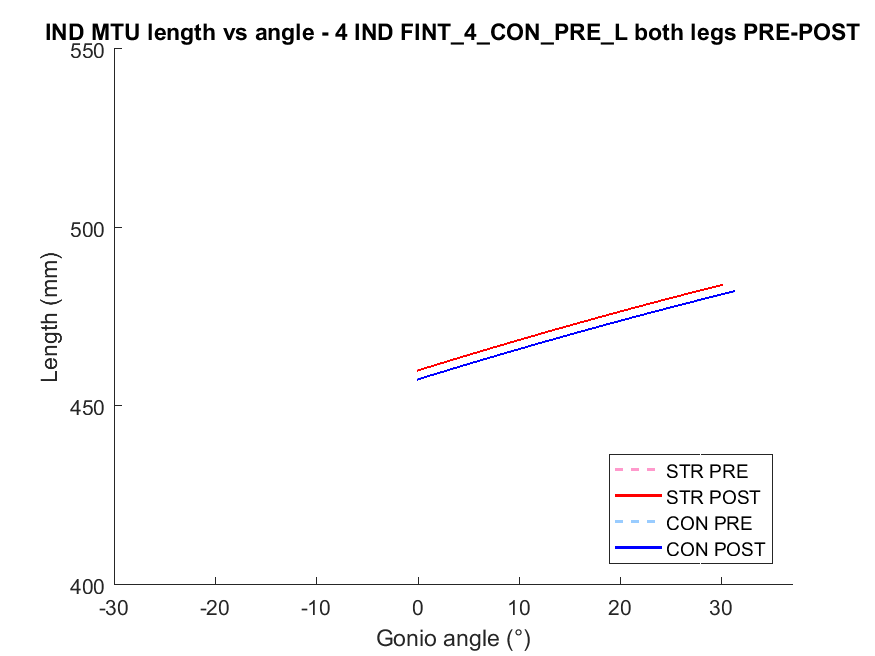 IND MTU length vs angle - 4 IND FINT_4_CON_PRE_L both legs PRE-POST
550
500
450
400
Length (mm)
-30
-20
-10
0
10
20
30
Gonio angle (°)
STR PRE
STR POST
CON PRE
CON POST